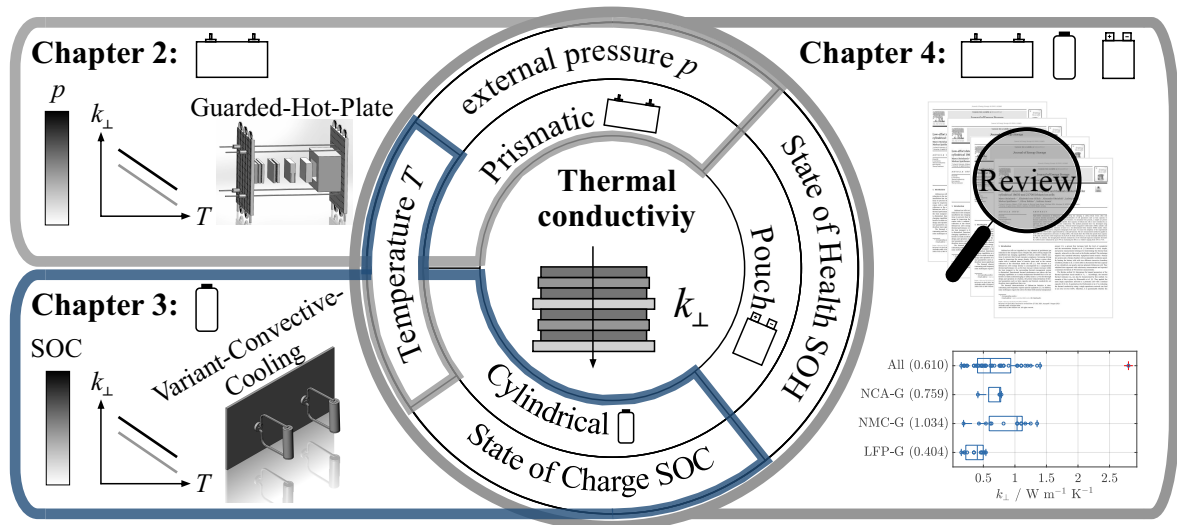 Chapter 2:
p
k⊥
T
Guarded-Hot-Plate
Chapter 3:
SOC
k⊥
T
Variant-Convective-
Cooling
external pressure p
Prismatic
Temperature T
Thermal
conductiviy
k⊥
Pouch
State of Health SOH
Cylindrical
State of Charge SOC
Chapter 4:
Review
All (0.610)
NCA-G (0.759)
NMC-G (1.034)
LFP-G (0.404)
0.5 1 1.5 2 2.5
k⊥ / W m⁻¹ K⁻¹